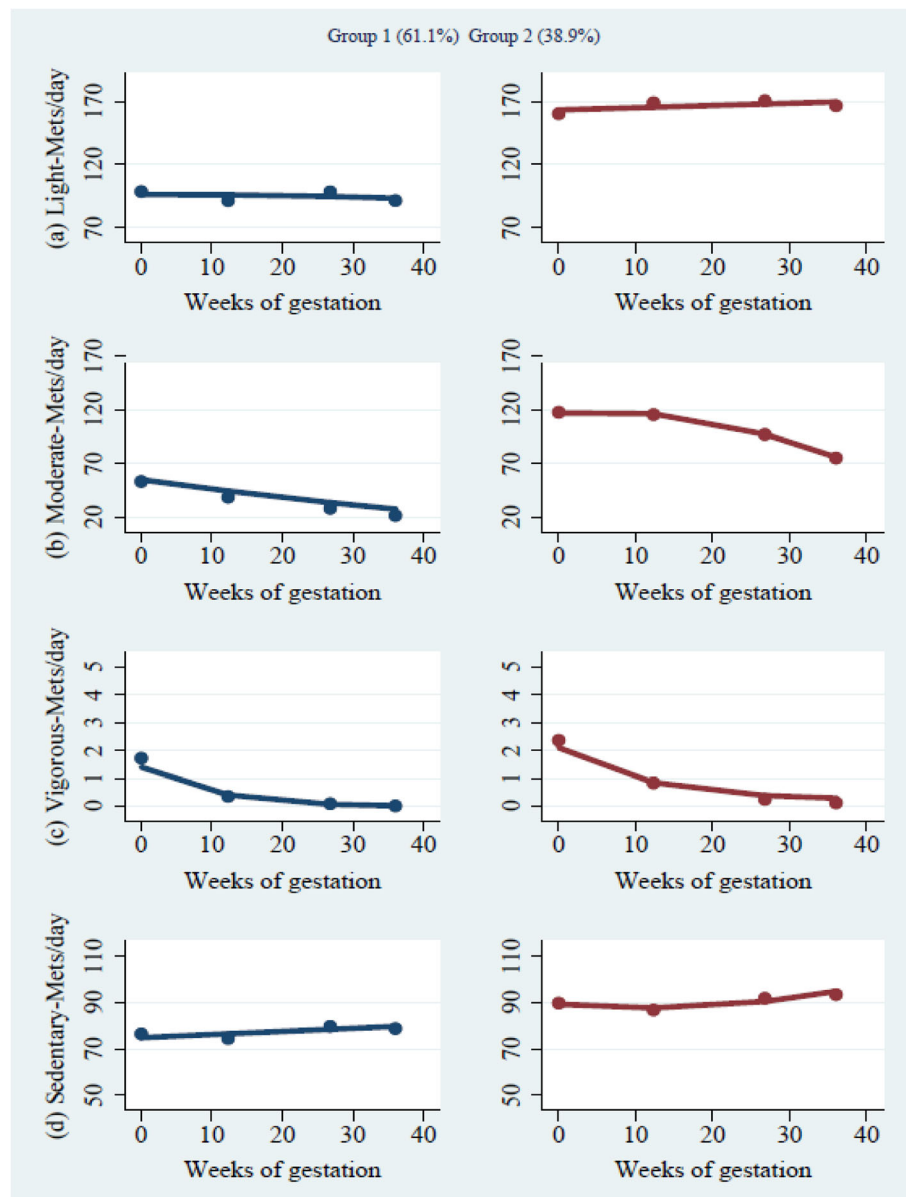 Group 1 (61.1%) Group 2 (38.9%)
(a) Light-Mets/day
170
120
70
0 10 20 30 40
Weeks of gestation
170
120
70
0 10 20 30 40
Weeks of gestation
(b) Moderate-Mets/day
170
120
70
20
0 10 20 30 40
Weeks of gestation
170
120
70
20
0 10 20 30 40
Weeks of gestation
(c) Vigorous-Mets/day
5
4
3
2
1
0
0 10 20 30 40
Weeks of gestation
5
4
3
2
1
0
0 10 20 30 40
Weeks of gestation
(d) Sedentary-Mets/day
110
90
70
50
0 10 20 30 40
Weeks of gestation
110
90
70
50
0 10 20 30 40
Weeks of gestation